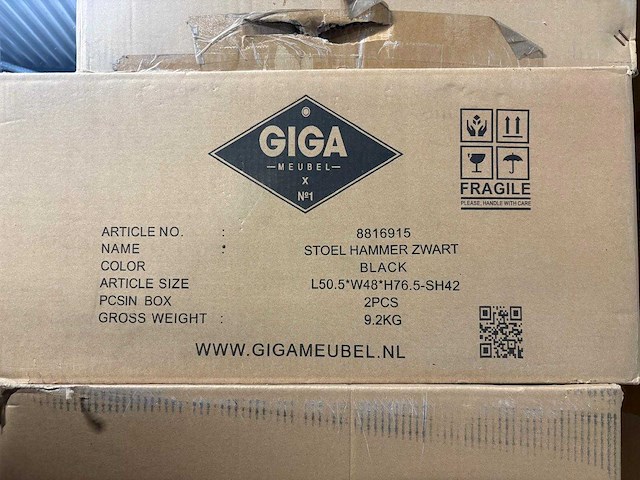 GIGA
MEUBEL
X
Nº1
FRAGILE
PLEASE, HANDLE WITH CARE
ARTICLE NO. : 8816915
NAME : STOEL HAMMER ZWART
COLOR BLACK
ARTICLE SIZE L50.5*W48*H76.5-SH42
PCSIN BOX 2PCS
GROSS WEIGHT : 9.2KG
WWW.GIGAMEUBEL.NL